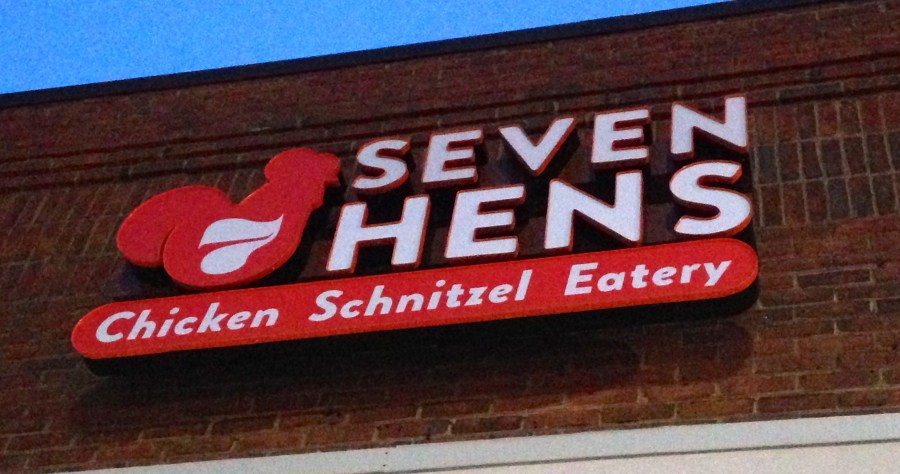 SEVEN
HENS
Chicken Schnitzel Eatery